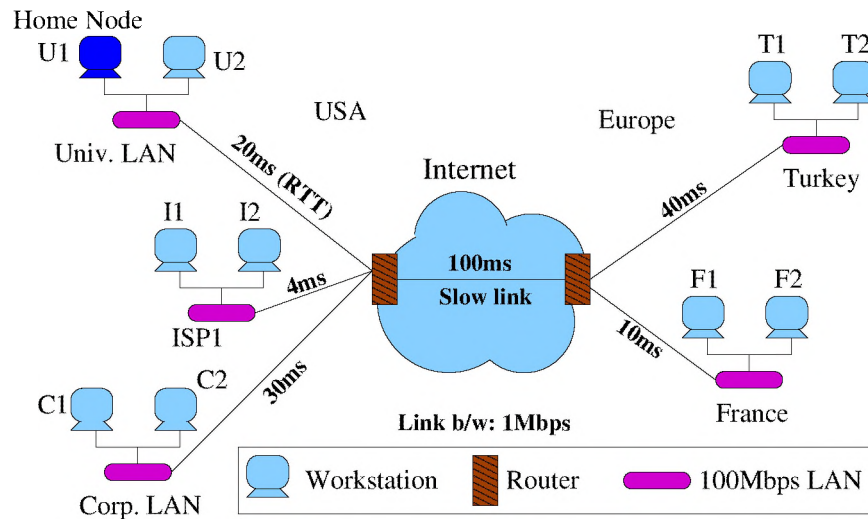 Home Node
U1
U2
Univ. LAN
USA
20ms (RTT)
Internet
Europe
T1
T2
Turkey
40ms
I1
I2
ISP1
4ms
100ms
Slow link
F1
F2
10ms
France
C1
C2
30ms
Corp. LAN
Link b/w: 1Mbps
Workstation
Router
100Mbps LAN